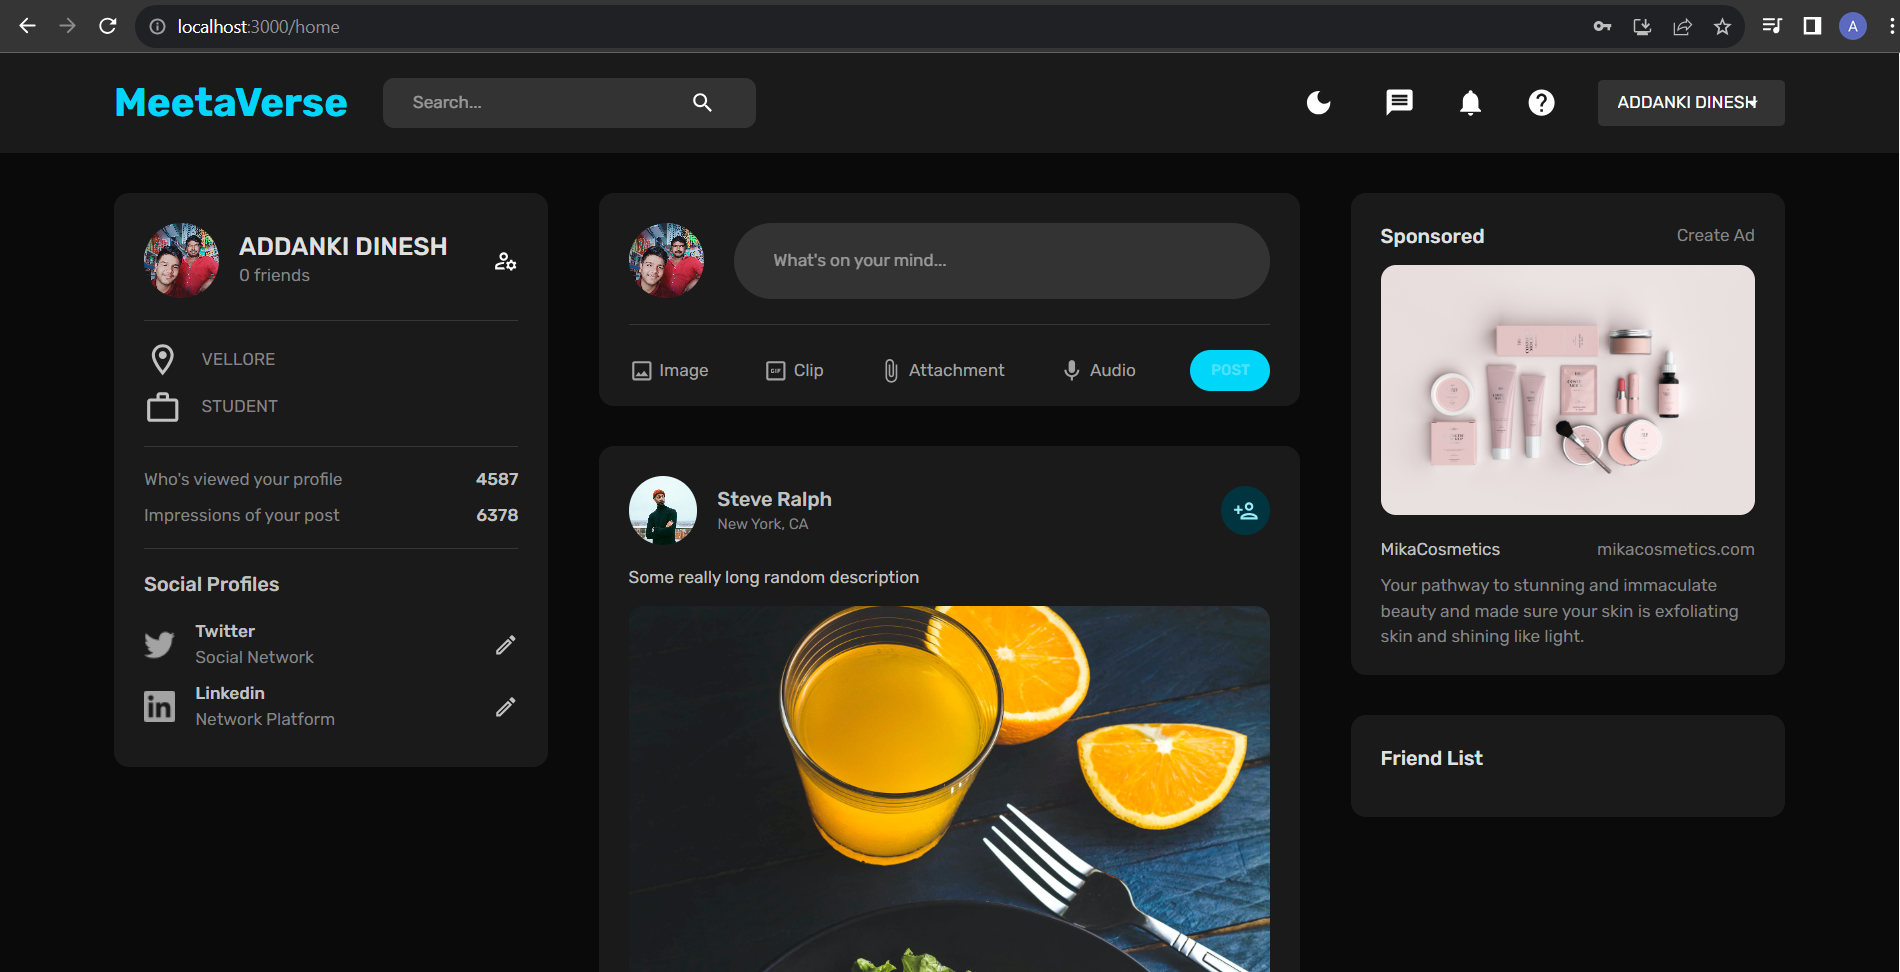 localhost:3000/home
A
MeetaVerse
Search...
ADDANKI DINESH
ADDANKI DINESH
0 friends
VELLORE
STUDENT
Who's viewed your profile 4587
Impressions of your post 6378
Social Profiles
Twitter
Social Network
in
Linkedin
Network Platform
What's on your mind...
Image
GIF
Clip
Attachment
Audio
POST
Steve Ralph
New York, CA
Some really long random description
Sponsored
Create Ad
MikaCosmetics
mikacosmetics.com
Your pathway to stunning and immaculate
beauty and made sure your skin is exfoliating
skin and shining like light.
Friend List